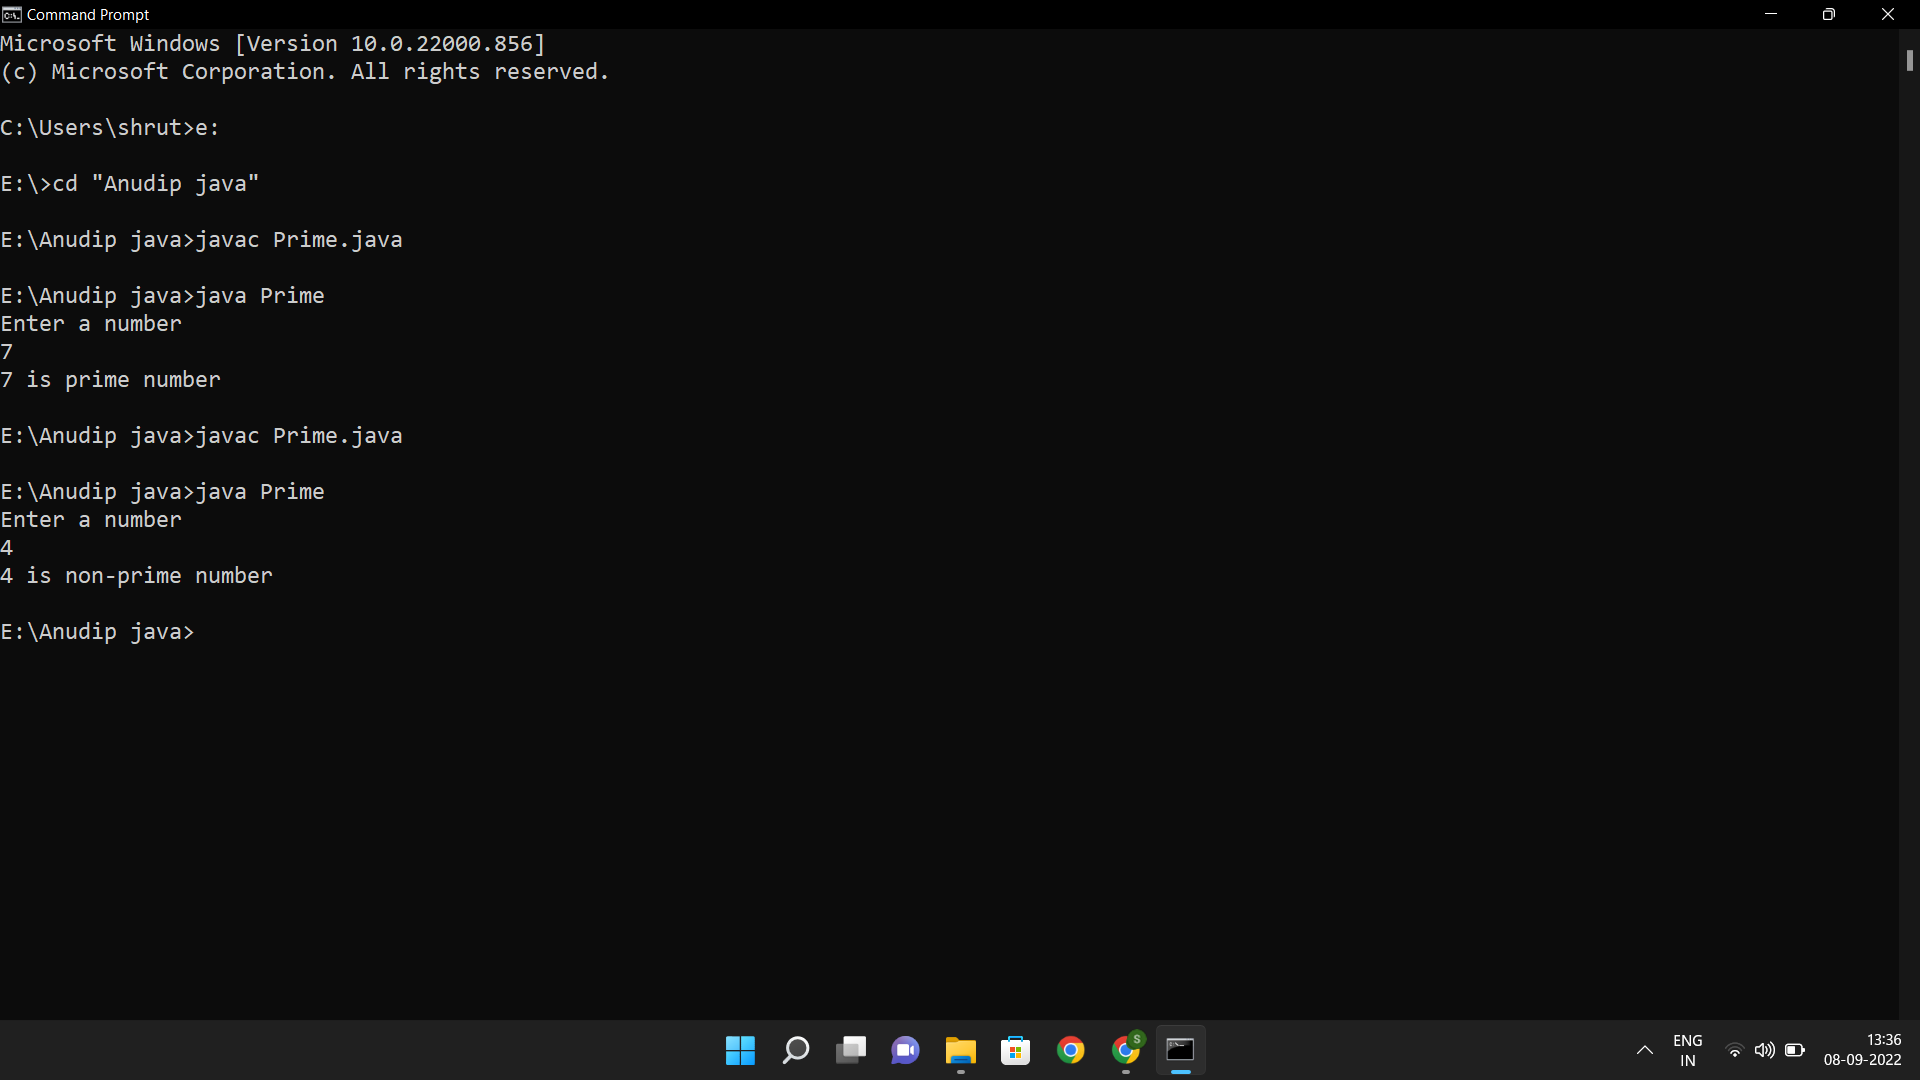 Command Prompt
Microsoft Windows [Version 10.0.22000.856]
(c) Microsoft Corporation. All rights reserved.
C:\Users\shrut>e:
E:\>cd "Anudip java"
E:\Anudip java>javac Prime.java
E:\Anudip java>java Prime
Enter a number
7
7 is prime number
E:\Anudip java>javac Prime.java
E:\Anudip java>java Prime
Enter a number
4
4 is non-prime number
E:\Anudip java>
S
ENG
IN
13:36
08-09-2022